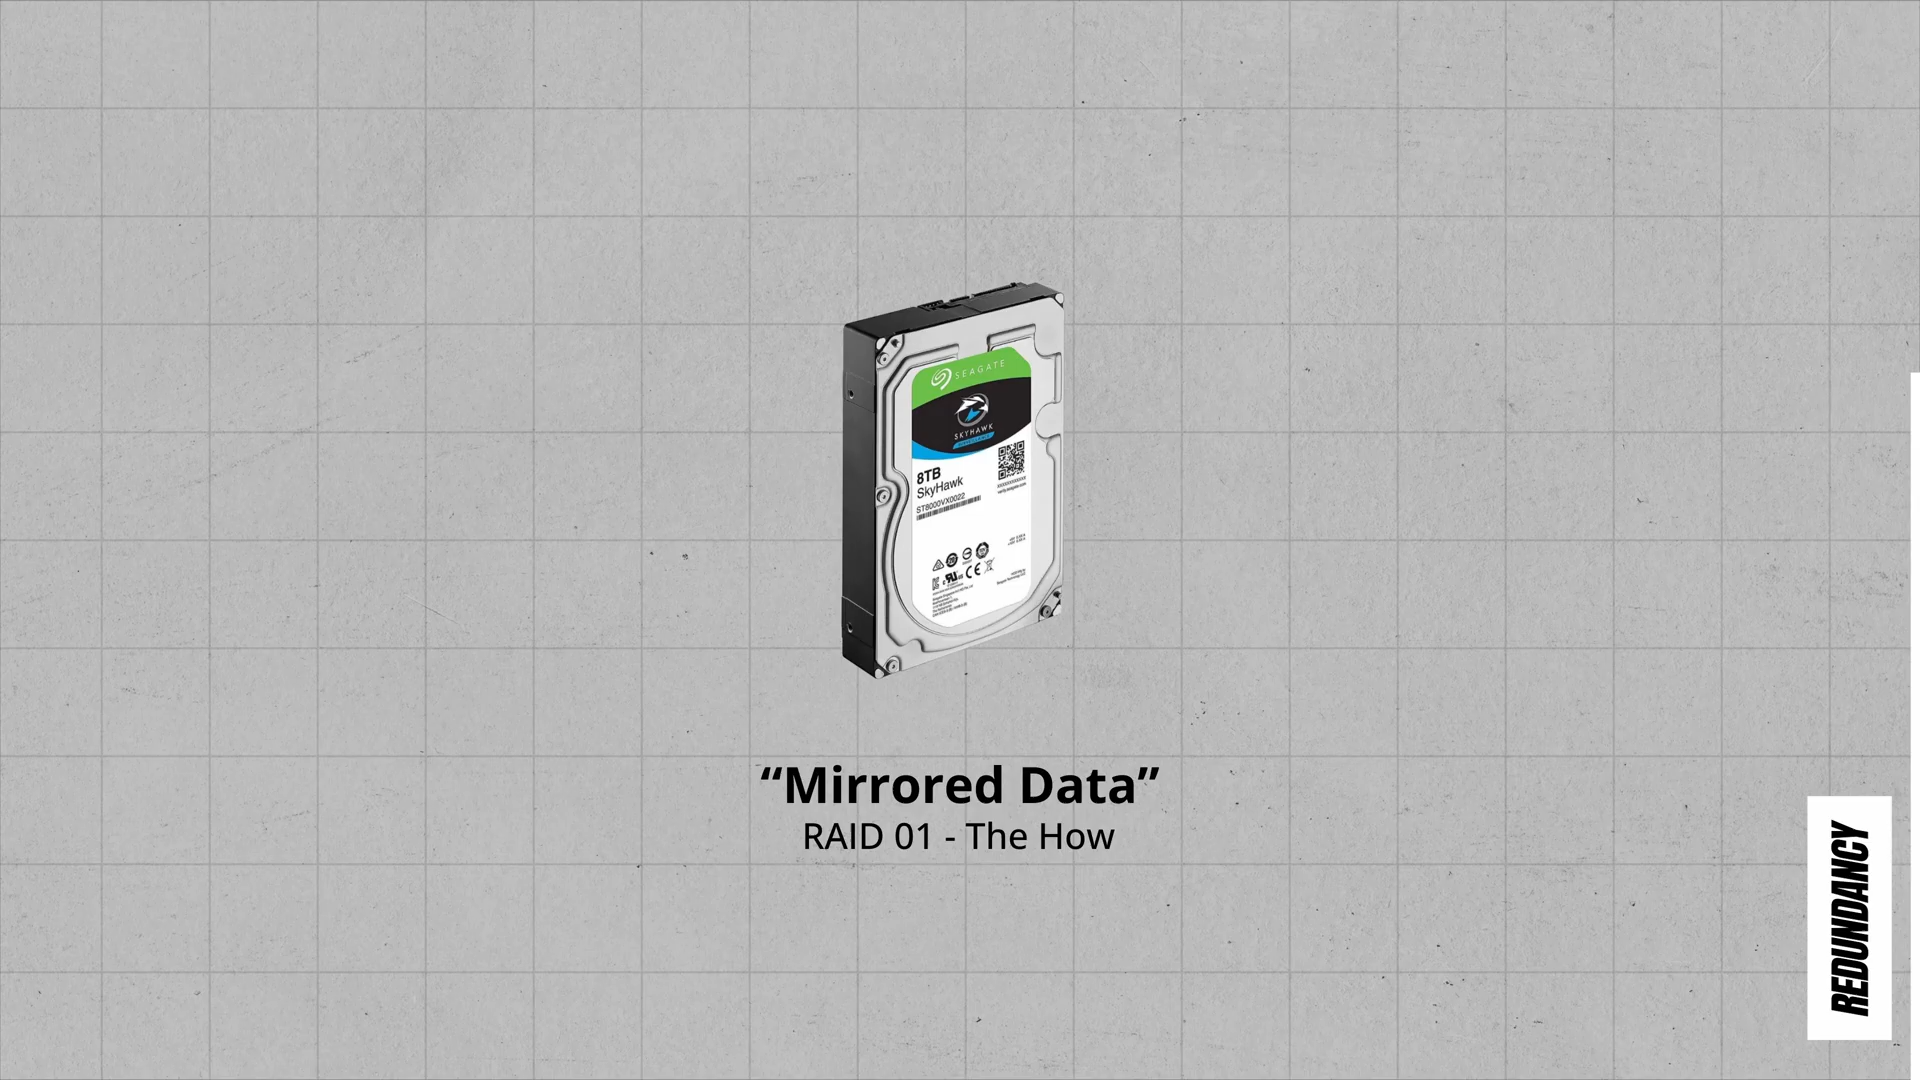 SEAGATE
SKYHAWK
8TB
SkyHawk
ST8000VX0022
“Mirrored Data”
RAID 01 - The How
REDUNDANCY